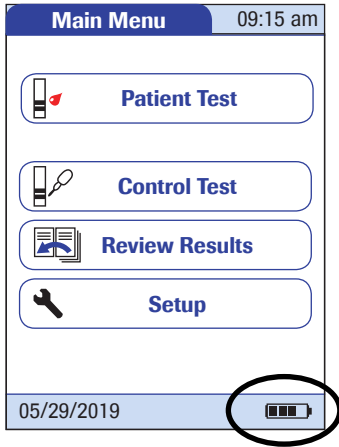 Main Menu 09:15 am
Patient Test
Control Test
Review Results
Setup
05/29/2019